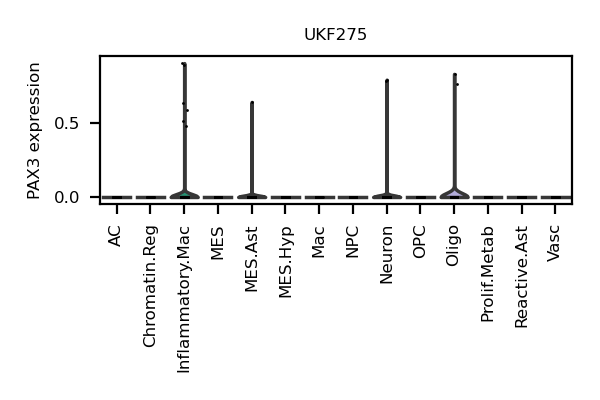 UKF275
PAX3 expression
0.5
0.0
AC
Chromatin.Reg
Inflammatory.Mac
MES
MES.Ast
MES.Hyp
Mac
NPC
Neuron
OPC
Oligo
Prolif.Metab
Reactive.Ast
Vasc